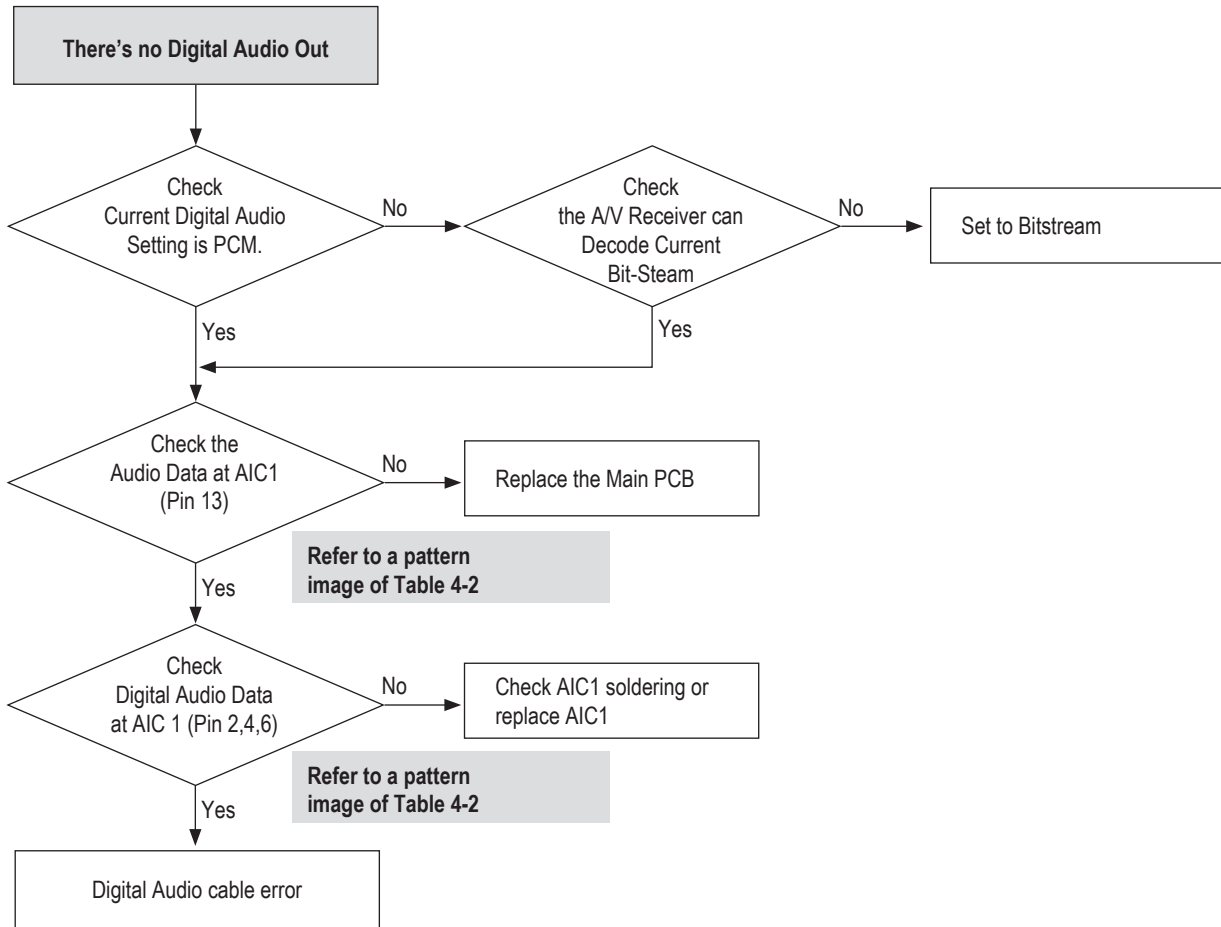 There's no Digital Audio Out
Check
Current Digital Audio
Setting is PCM.
No
Check
the A/V Receiver can
Decode Current
Bit-Steam
No
Set to Bitstream
Yes
Yes
Check the
Audio Data at AIC1
(Pin 13)
No
Replace the Main PCB
Refer to a pattern
image of Table 4-2
Yes
Check
Digital Audio Data
at AIC 1 (Pin 2,4,6)
No
Check AIC1 soldering or
replace AIC1
Refer to a pattern
image of Table 4-2
Yes
Digital Audio cable error